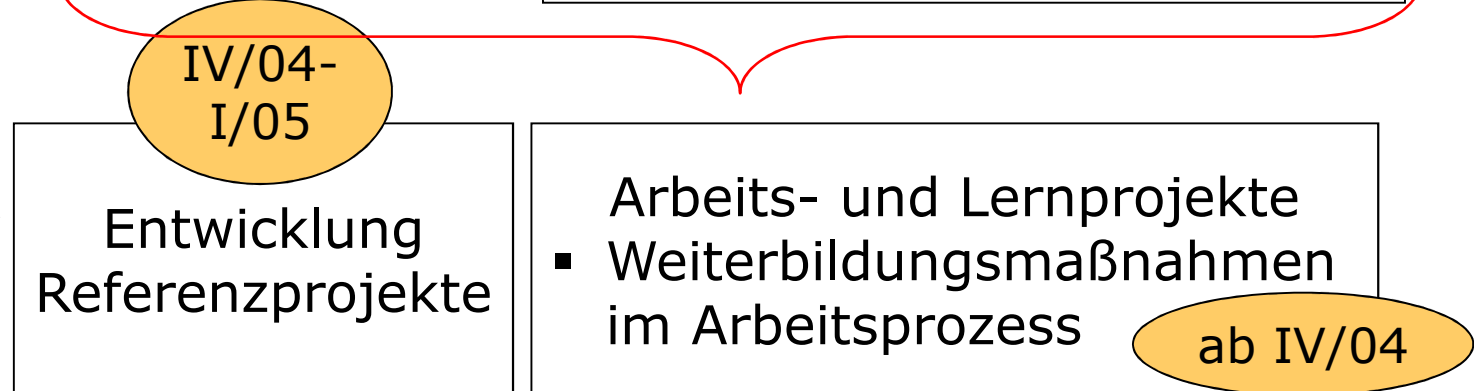 IV/04-
I/05
Entwicklung
Referenzprojekte
Arbeits- und Lernprojekte
▪ Weiterbildungsmaßnahmen
im Arbeitsprozess
ab IV/04